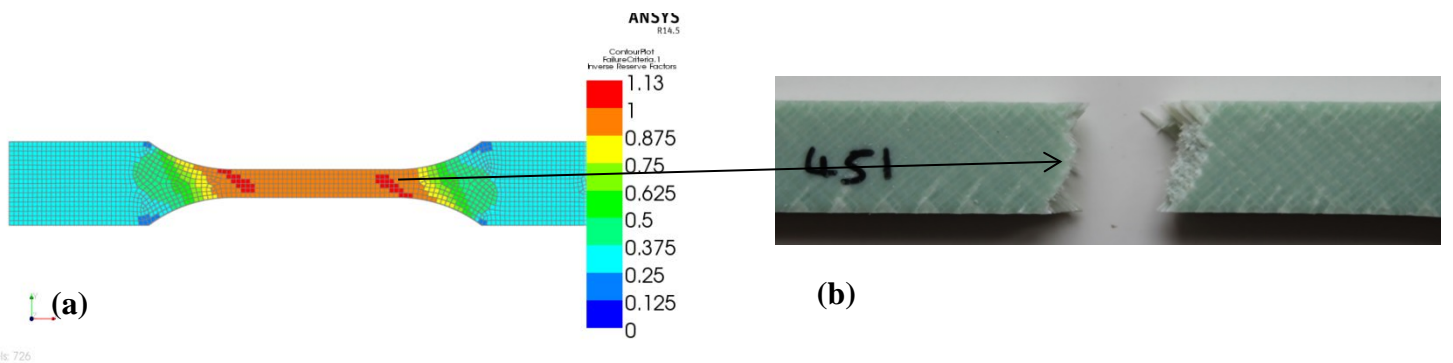 ANSYS
R14.5
ContourPlot
FailureCriteria.1
Inverse Reserve Factors
1.13
1
0.875
0.75
0.625
0.5
0.375
0.25
0.125
0
451
(a)
(b)